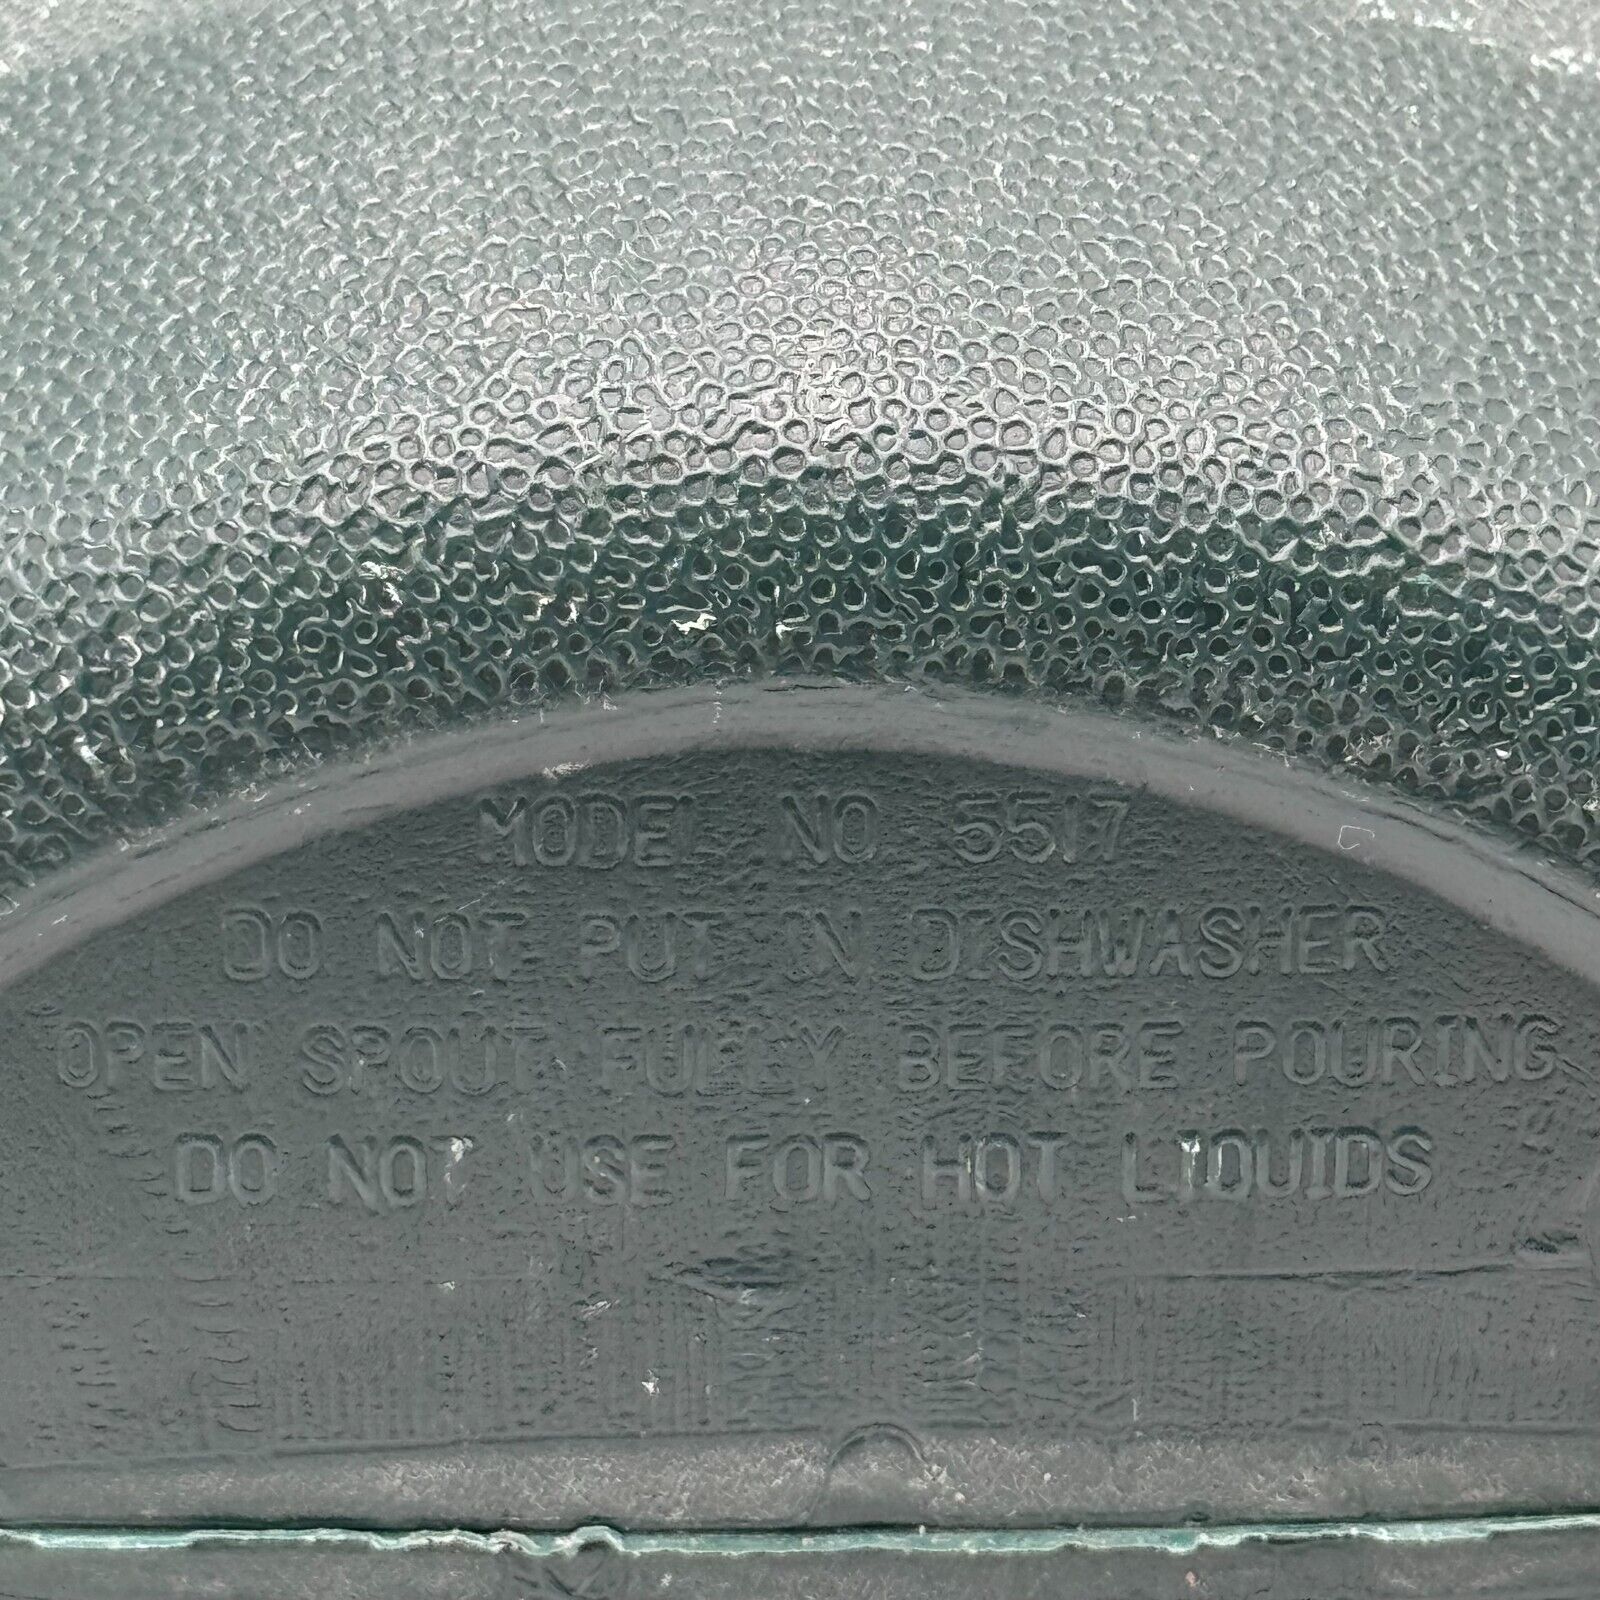 MODEL NO 5517
DO NOT PUT IN DISHWASHER
OPEN SPOUT FULLY BEFORE POURING
DO NOT USE FOR HOT LIQUIDS